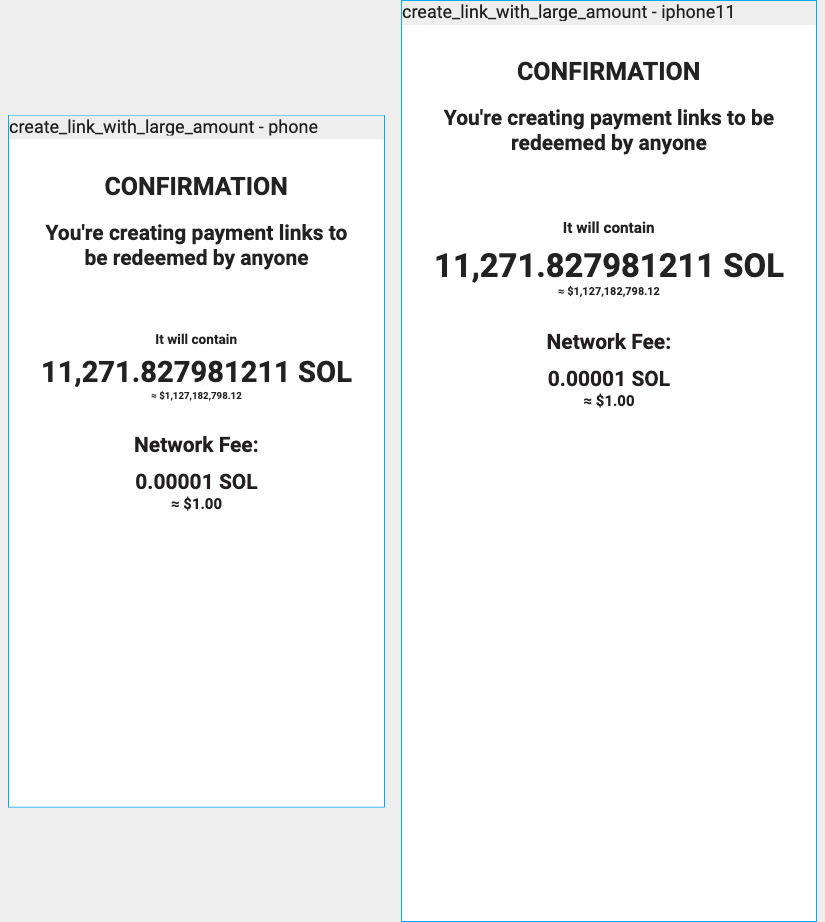 create_link_with_large_amount - phone
CONFIRMATION
You're creating payment links to
be redeemed by anyone
It will contain
11,271.827981211 SOL
≈ $1,127,182,798.12
Network Fee:
0.00001 SOL
≈ $1.00
create_link_with_large_amount - iphone11
CONFIRMATION
You're creating payment links to be
redeemed by anyone
It will contain
11,271.827981211 SOL
≈ $1,127,182,798.12
Network Fee:
0.00001 SOL
≈ $1.00